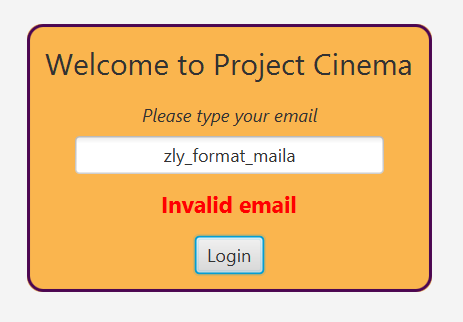 Welcome to Project Cinema
Please type your email
zly_format_maila
Invalid email
Login